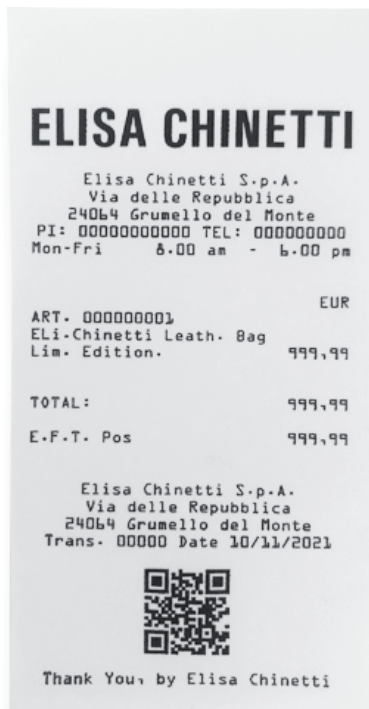 ELISA CHINETTI
Elisa Chinetti S.p.A.
Via delle Repubblica
24064 Grumello del Monte
PI: 00000000000 TEL: 000000000
Mon-Fri 8.00 am - 6.00 pm
EUR
ART. 000000001
ELi.Chinetti Leath. Bag
Lim. Edition. 999,99
TOTAL: 999,99
E.F.T. Pos 999,99
Elisa Chinetti S.p.A.
Via delle Repubblica
24064 Grumello del Monte
Trans. 00000 Date 10/11/2021
Thank You, by Elisa Chinetti